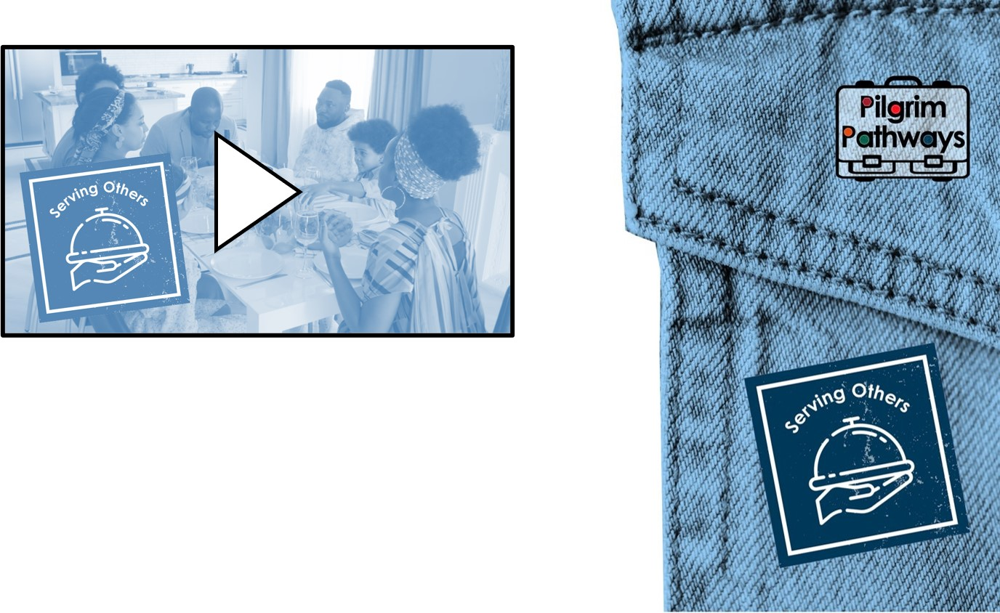 Serving Others
Pilgrim
Pathways
Serving Others